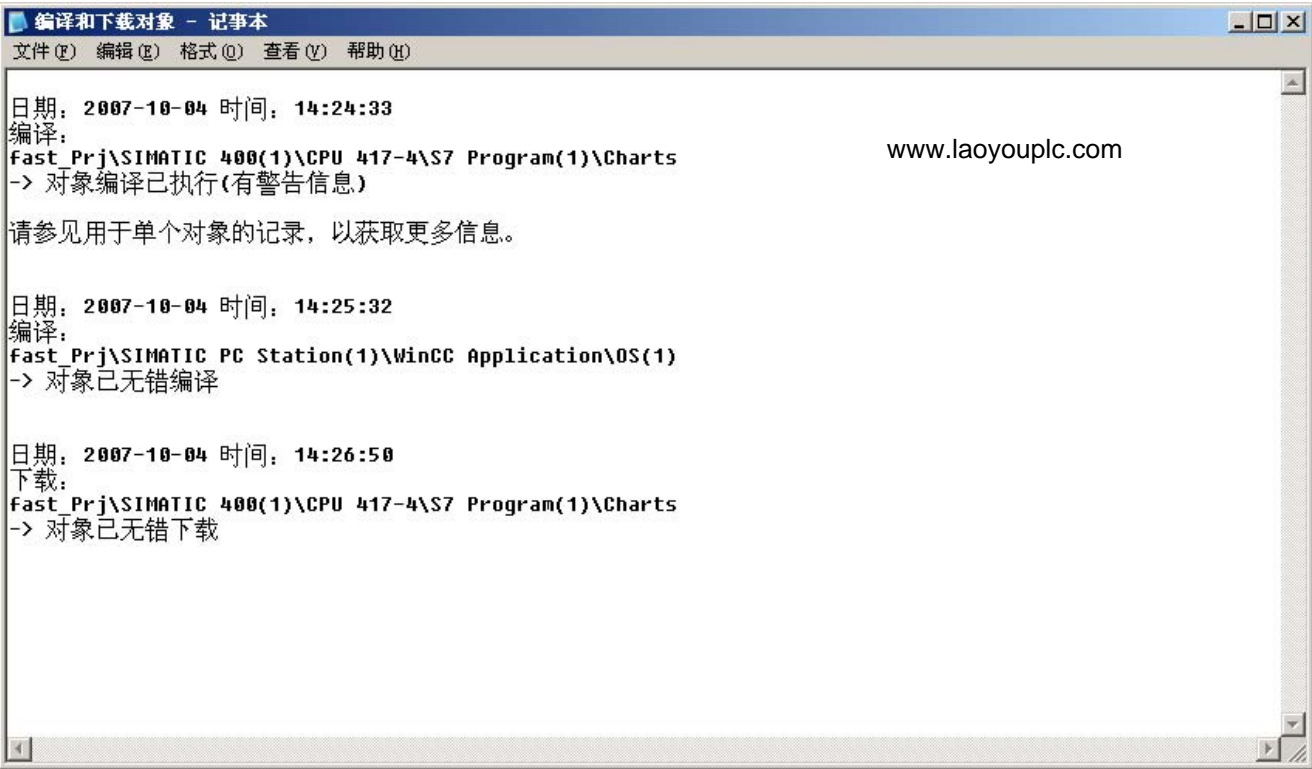 编译和下载对象 - 记事本
文件(F) 编辑(E) 格式(O) 查看(V) 帮助(H)
日期：2007-10-04 时间：14:24:33
编译：
fast_Prj\SIMATIC 400(1)\CPU 417-4\S7 Program(1)\Charts
www.laoyouplc.com
-> 对象编译已执行(有警告信息)
请参见用于单个对象的记录，以获取更多信息。
日期：2007-10-04 时间：14:25:32
编译：
fast_Prj\SIMATIC PC Station(1)\WinCC Application\OS(1)
-> 对象已无错编译
日期：2007-10-04 时间：14:26:50
下载：
fast_Prj\SIMATIC 400(1)\CPU 417-4\S7 Program(1)\Charts
-> 对象已无错下载